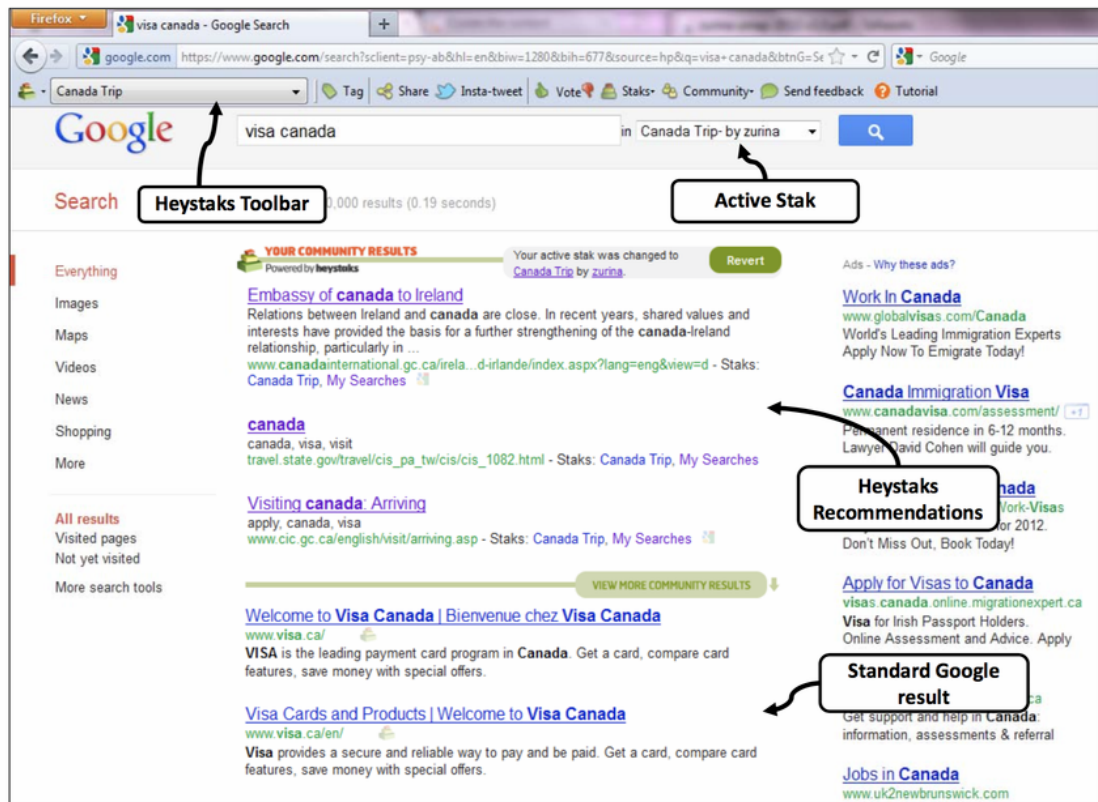 Firefox
visa canada - Google Search
+
google.com https://www.google.com/search?sclient=psy-ab&hl=en&biw=1280&bih=677&source=hp&q=visa+canada&btnG=Se
Google
Canada Trip
Tag Share Insta-tweet Vote Staks Community Send feedback Tutorial
Google
visa canada
in Canada Trip- by zurina
Heystaks Toolbar
Active Stak
Search
0,000 results (0.19 seconds)
Everything
Images
Maps
Videos
News
Shopping
More
All results
Visited pages
Not yet visited
More search tools
YOUR COMMUNITY RESULTS
Powered by heystaks
Your active stak was changed to
Canada Trip by zurina.
Revert
Embassy of canada to Ireland
Relations between Ireland and canada are close. In recent years, shared values and
interests have provided the basis for a further strengthening of the canada-Ireland
relationship, particularly in ...
www.canadainternational.gc.ca/irela...d-irlande/index.aspx?lang=eng&view=d - Staks:
Canada Trip, My Searches
canada
canada, visa, visit
travel.state.gov/travel/cis_pa_tw/cis/cis_1082.html - Staks: Canada Trip, My Searches
Visiting canada: Arriving
apply, canada, visa
www.cic.gc.ca/english/visit/arriving.asp - Staks: Canada Trip, My Searches
VIEW MORE COMMUNITY RESULTS
Welcome to Visa Canada | Bienvenue chez Visa Canada
www.visa.ca/
VISA is the leading payment card program in Canada. Get a card, compare card
features, save money with special offers.
Visa Cards and Products | Welcome to Visa Canada
www.visa.ca/en/
Visa provides a secure and reliable way to pay and be paid. Get a card, compare card
features, save money with special offers.
Ads - Why these ads?
Work In Canada
www.globalvisas.com/Canada
World's Leading Immigration Experts
Apply Now To Emigrate Today!
Canada Immigration Visa
www.canadavisa.com/assessment/ +1
Permanent residence in 6-12 months.
Lawyer David Cohen will guide you.
nada
Work-Visas
Heystaks
Recommendations
for 2012.
Don't Miss Out, Book Today!
Apply for Visas to Canada
visas.canada.online.migrationexpert.ca
Visa for Irish Passport Holders.
Online Assessment and Advice. Apply
Standard Google
result
ca
Get support and help in Canada:
information, assessments & referral
Jobs in Canada
www.uk2newbrunswick.com